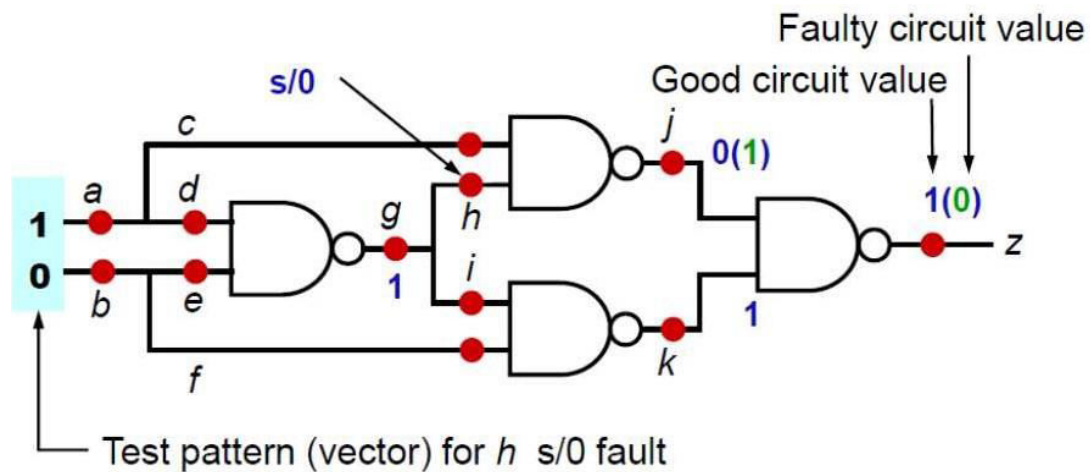 Faulty circuit value
Good circuit value
s/0
c
j
0(1)
1(0)
a
d
1
g
h
z
0
i
1
b
e
1
k
f
Test pattern (vector) for h s/0 fault